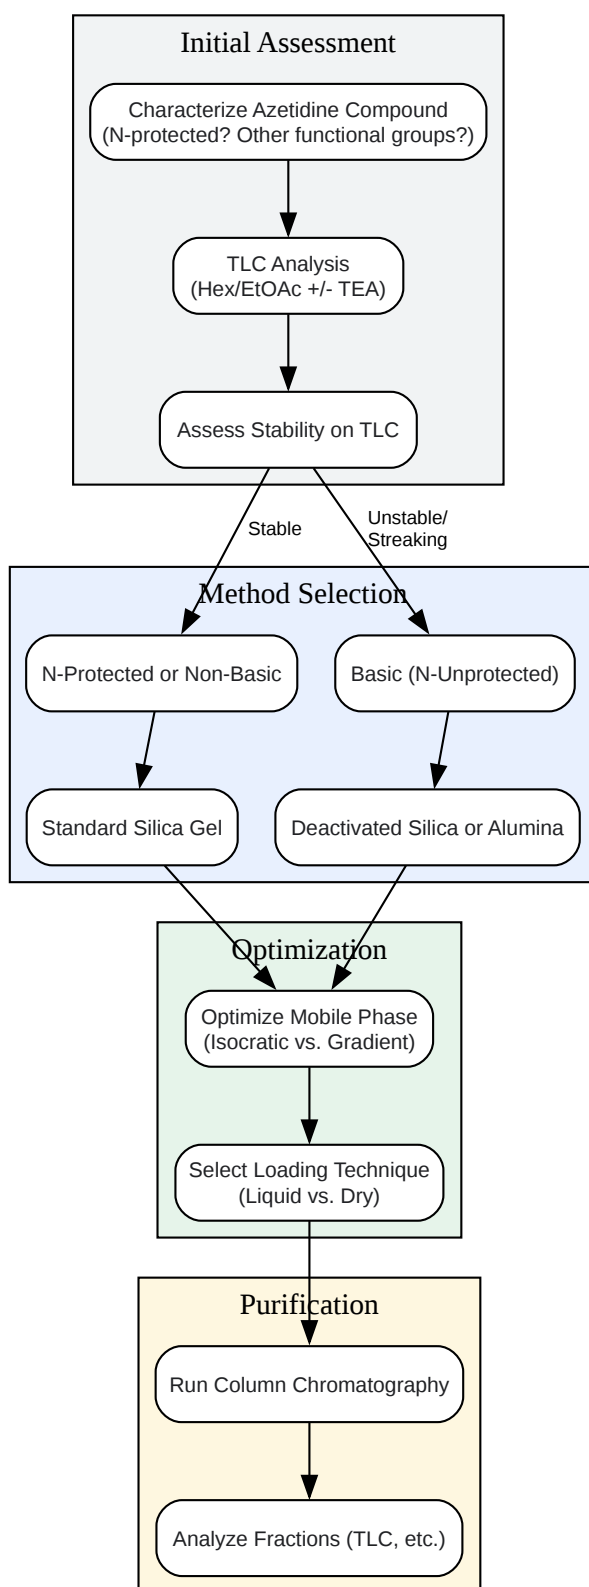 Initial Assessment
Characterize Azetidine Compound
(N-protected? Other functional groups?)
TLC Analysis
(Hex/EtOAc +/- TEA)
Assess Stability on TLC
Stable
Unstable/
Streaking
Method Selection
N-Protected or Non-Basic
Basic (N-Unprotected)
Standard Silica Gel
Deactivated Silica or Alumina
Optimization
Optimize Mobile Phase
(Isocratic vs. Gradient)
Select Loading Technique
(Liquid vs. Dry)
Purification
Run Column Chromatography
Analyze Fractions (TLC, etc.)